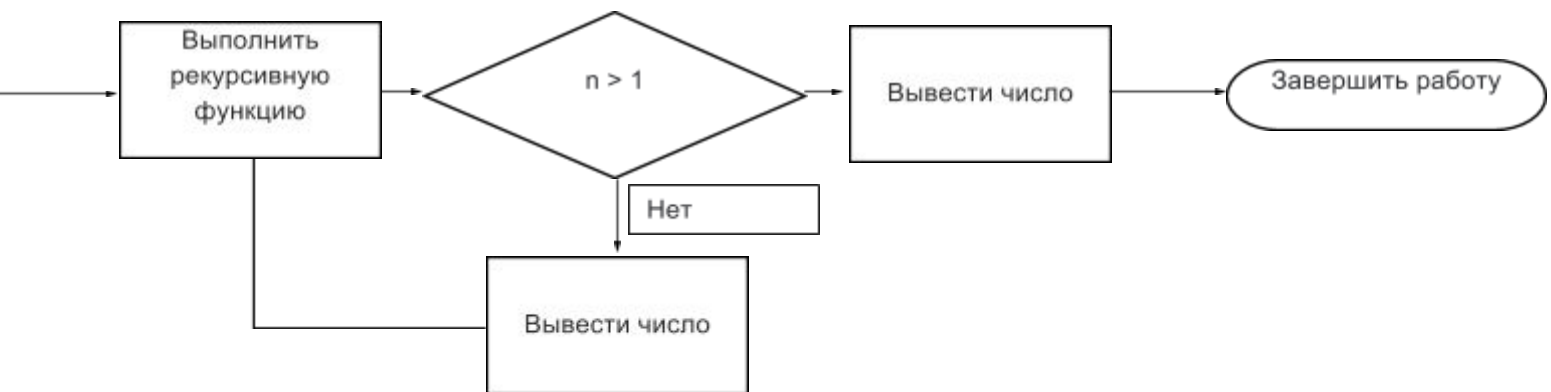 Выполнить
рекурсивную
функцию
n > 1
Вывести число
Завершить работу
Нет
Вывести число